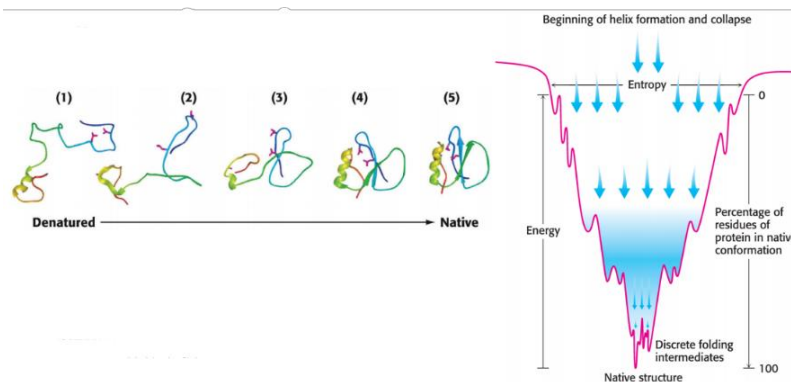 (1)
(2)
(3)
(4)
(5)
Denatured
Native
Beginning of helix formation and collapse
Entropy
0
Energy
Percentage of
residues of
protein in native
conformation
Discrete folding
intermediates
100
Native structure